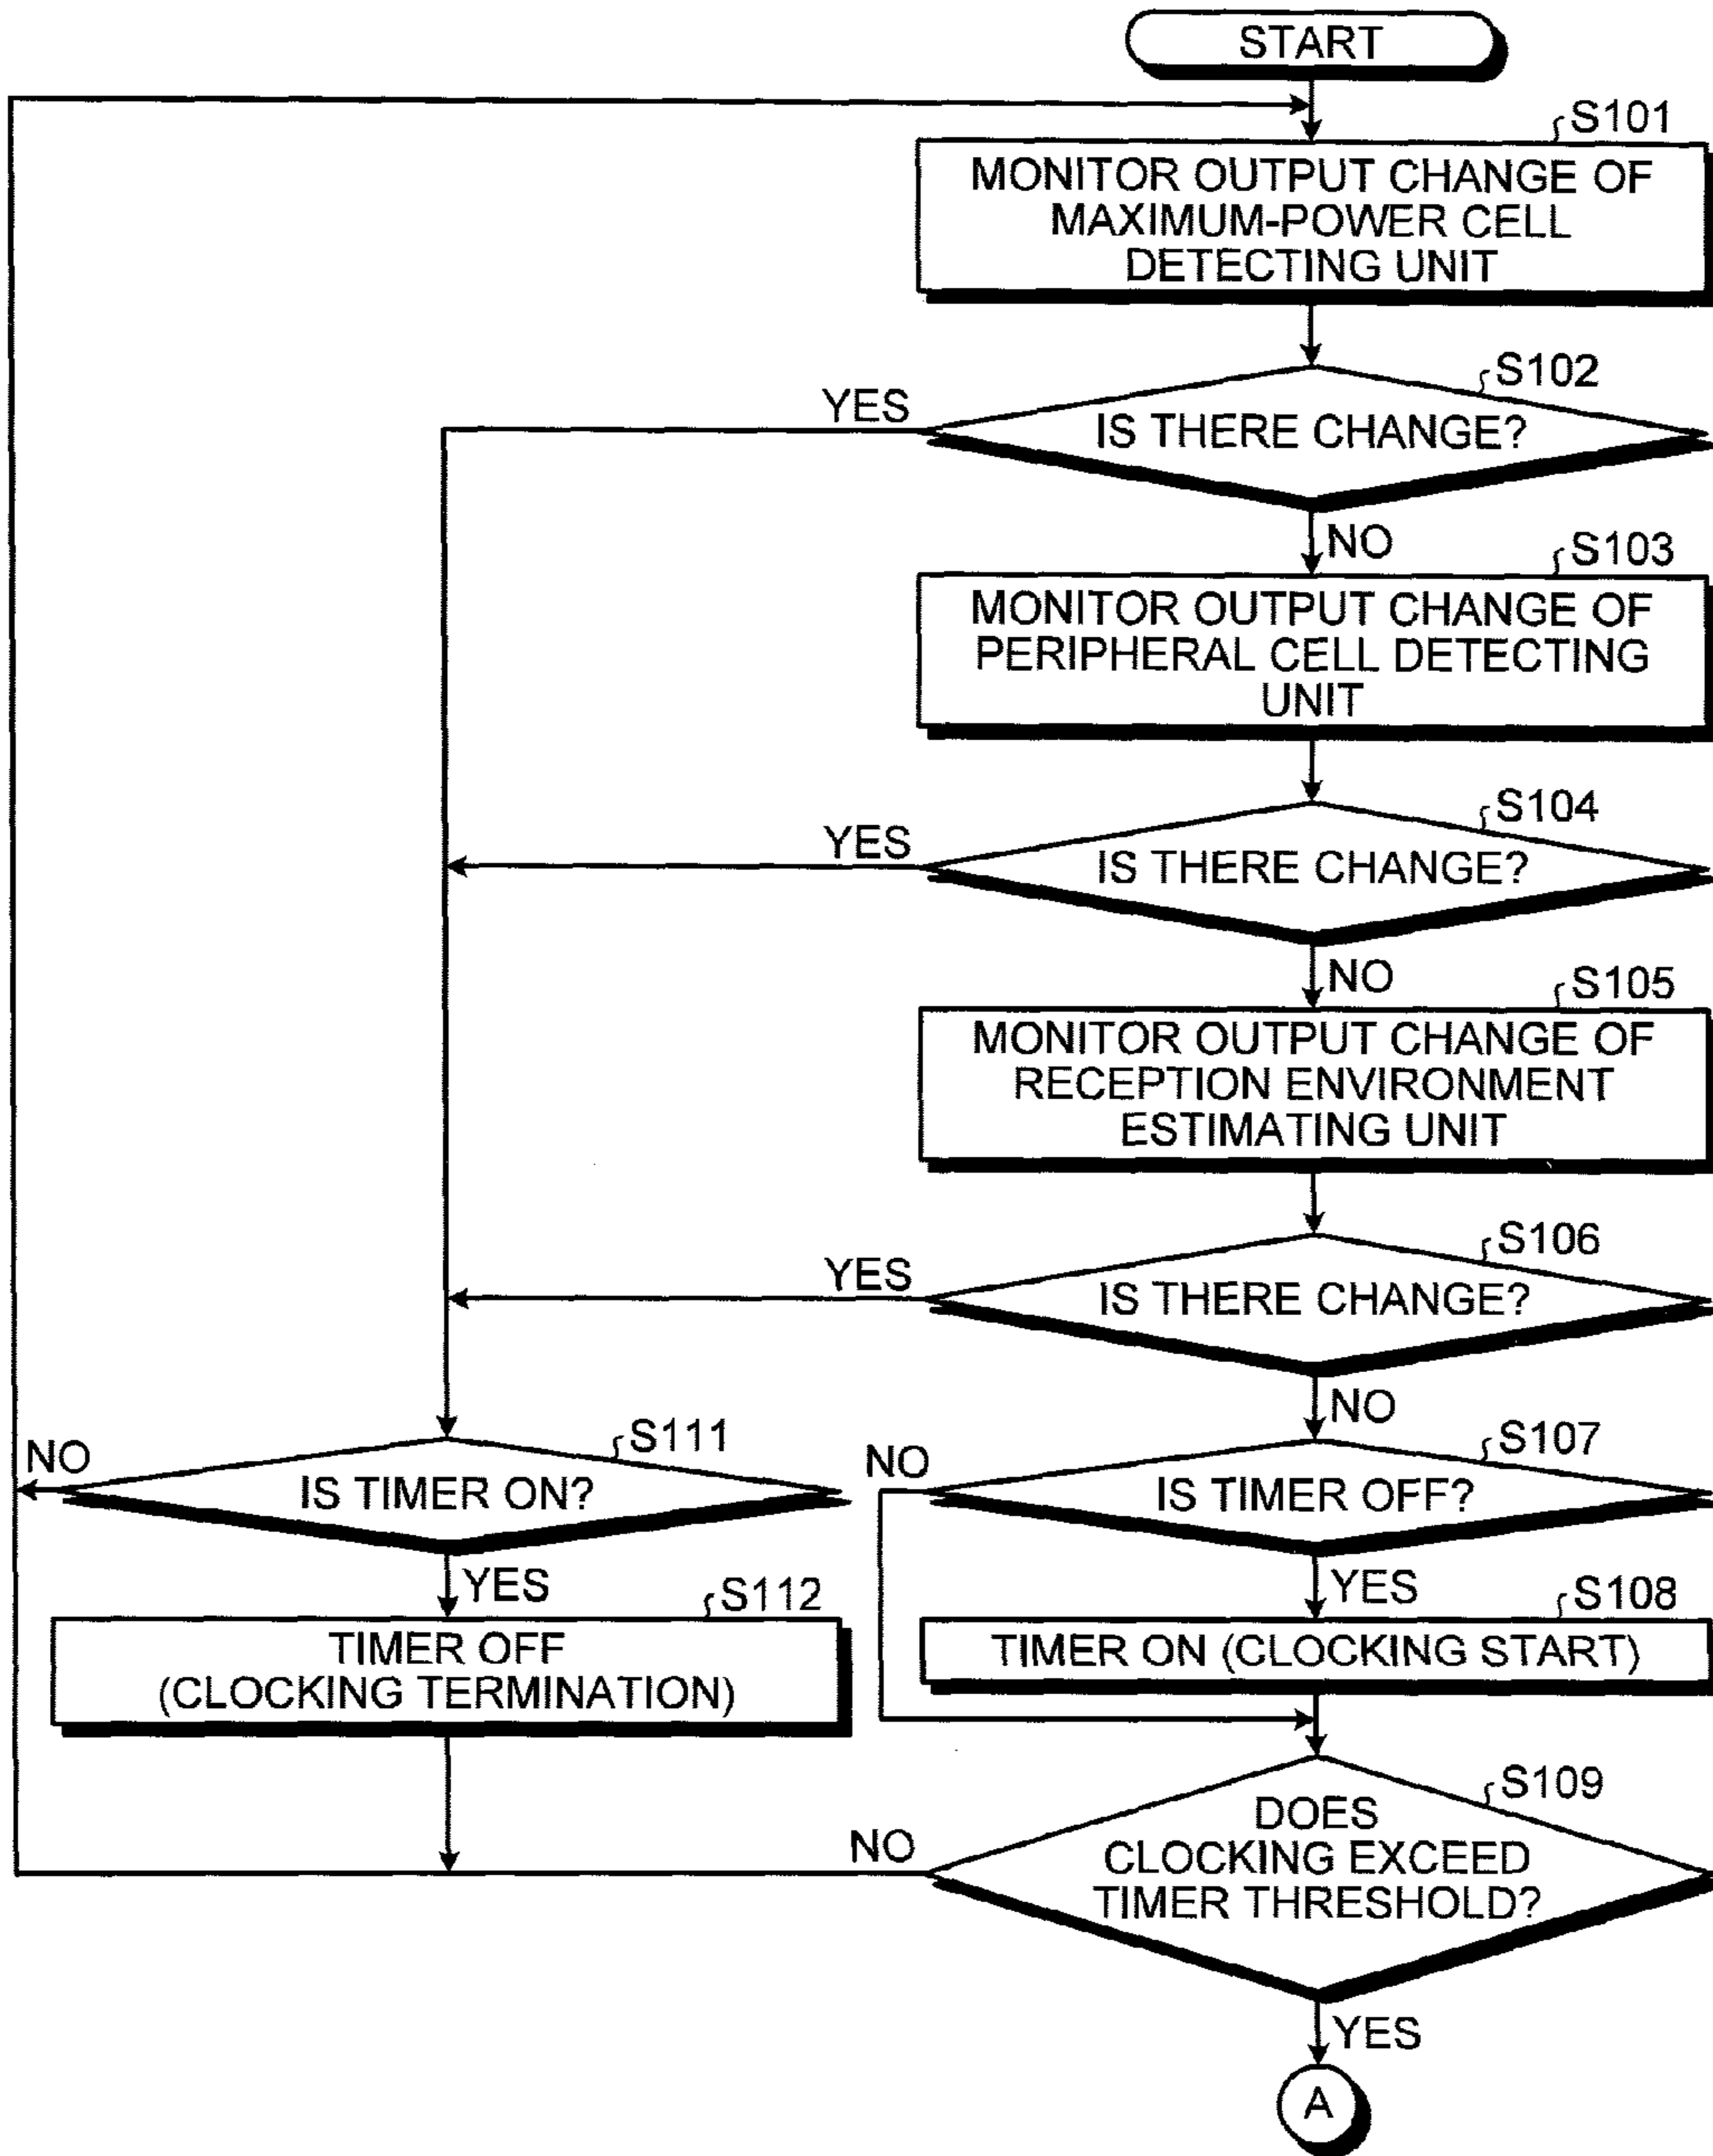 START
S101
MONITOR OUTPUT CHANGE OF
MAXIMUM-POWER CELL
DETECTING UNIT
S102
YES
IS THERE CHANGE?
NO
S103
MONITOR OUTPUT CHANGE OF
PERIPHERAL CELL DETECTING
UNIT
S104
YES
IS THERE CHANGE?
NO
S105
MONITOR OUTPUT CHANGE OF
RECEPTION ENVIRONMENT
ESTIMATING UNIT
S106
YES
IS THERE CHANGE?
NO
S111
NO
IS TIMER ON?
YES
S112
TIMER OFF
(CLOCKING TERMINATION)
S107
NO
IS TIMER OFF?
YES
S108
TIMER ON (CLOCKING START)
S109
DOES
CLOCKING EXCEED
TIMER THRESHOLD?
NO
YES
A